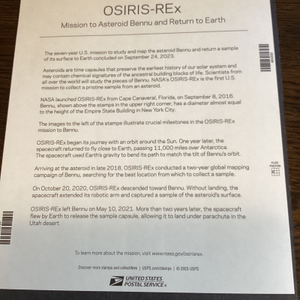 OSIRIS-REx
Mission to Asteroid Bennu and Return to Earth
The seven-year U.S. mission to study and map the asteroid Bennu and return a sample
of its surface to Earth concluded on September 24, 2023.
Asteroids are time capsules that preserve the earliest history of our solar system and
may contain chemical signatures of the ancestral building blocks of life. Scientists from
all over the world will study the pieces of Bennu. NASA's OSIRIS-REx is the first U.S.
mission to collect a pristine sample from an asteroid.
NASA launched OSIRIS-REx from Cape Canaveral, Florida, on September 8, 2016.
Bennu, shown above the stamps in the upper right corner, has a diameter almost equal
to the height of the Empire State Building in New York City.
The images to the left of the stamps illustrate crucial milestones in the OSIRIS-REx
mission to Bennu.
OSIRIS-REx began its journey with an orbit around the Sun. One year later, the
spacecraft returned to fly close to Earth, passing 11,000 miles over Antarctica.
The spacecraft used Earth's gravity to bend its path to match the tilt of Bennu's orbit.
Arriving at the asteroid in late 2018, OSIRIS-REx conducted a two-year global mapping
campaign of Bennu, searching for the best location from which to collect a sample.
On October 20, 2020, OSIRIS-REx descended toward Bennu. Without landing, the
spacecraft extended its robotic arm and captured a sample of the asteroid's surface.
OSIRIS-REx left Bennu on May 10, 2021. More than two years later, the spacecraft
flew by Earth to release the sample capsule, allowing it to land under parachute in the
Utah desert.
To learn more about the mission, visit www.nasa.gov/osiris-rex.
Discover more stamps and collectibles | USPS.com/stamps | © 2023 USPS
UNITED STATES
POSTAL SERVICE